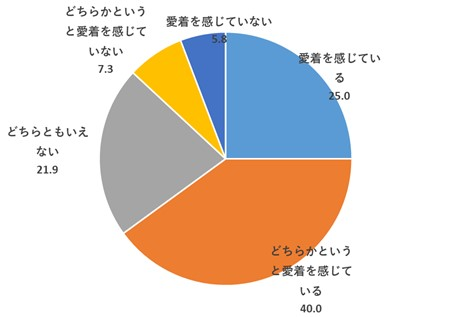 愛着を感じてい
る
25.0
どちらかという
と愛着を感じて
いる
40.0
どちらともいえ
ない
21.9
どちらかという
と愛着を感じて
いない
7.3
愛着を感じていない
5.8